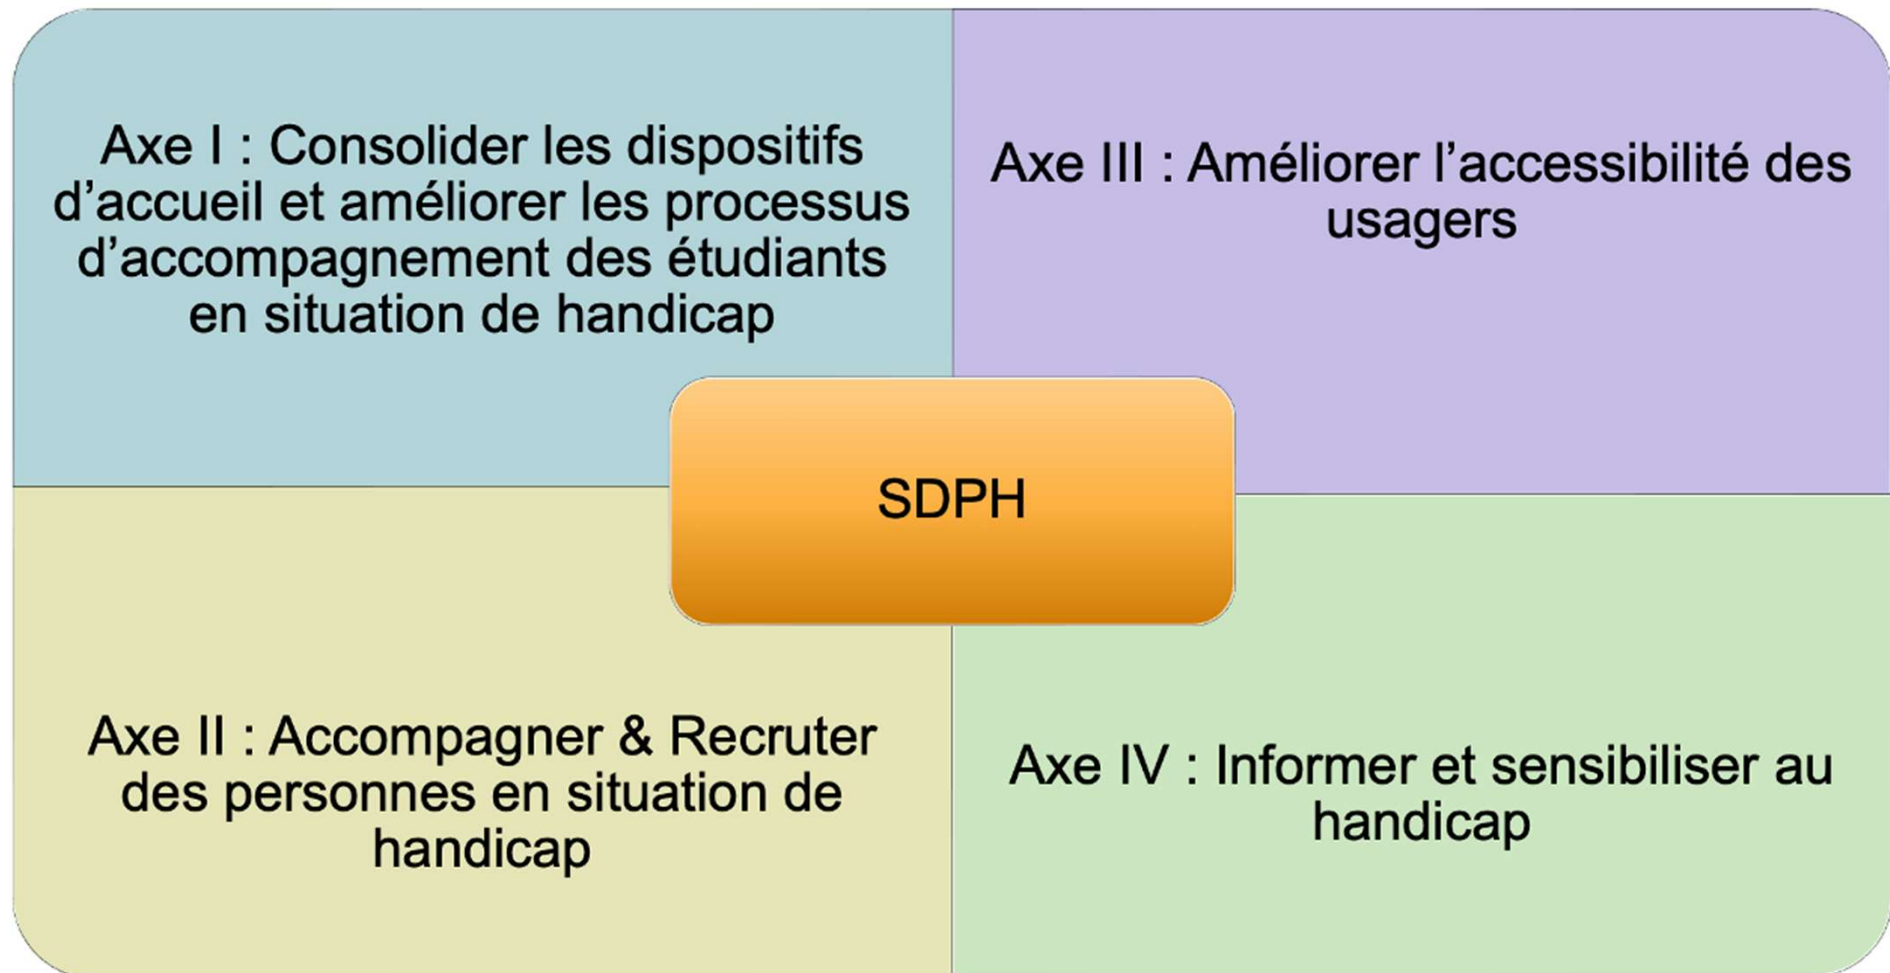 Axe I : Consolider les dispositifs
d’accueil et améliorer les processus
d’accompagnement des étudiants
en situation de handicap
Axe III : Améliorer l’accessibilité des
usagers
SDPH
Axe II : Accompagner & Recruter
des personnes en situation de
handicap
Axe IV : Informer et sensibiliser au
handicap